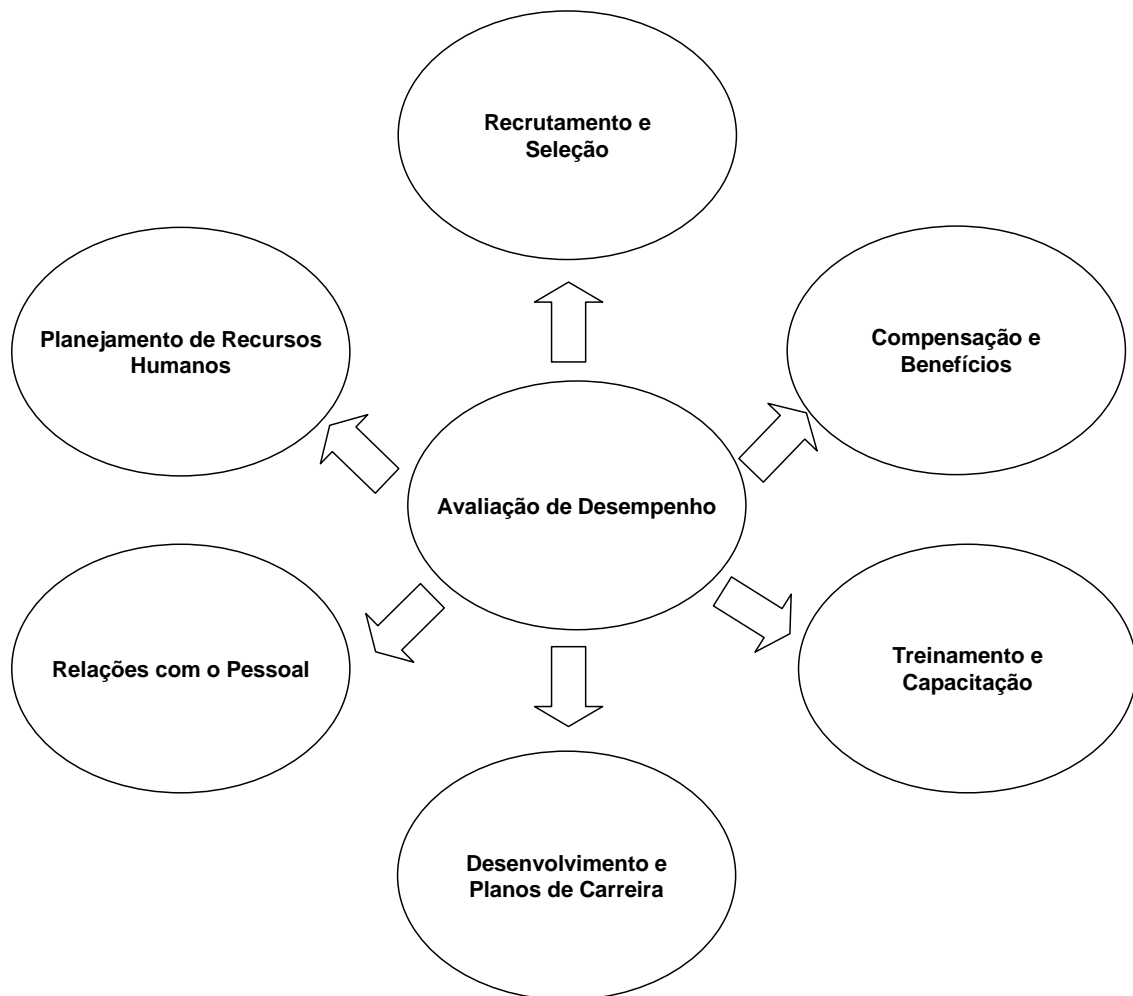 Recrutamento e
Seleção
Planejamento de Recursos
Humanos
Compensação e
Benefícios
Avaliação de Desempenho
Relações com o Pessoal
Treinamento e
Capacitação
Desenvolvimento e
Planos de Carreira